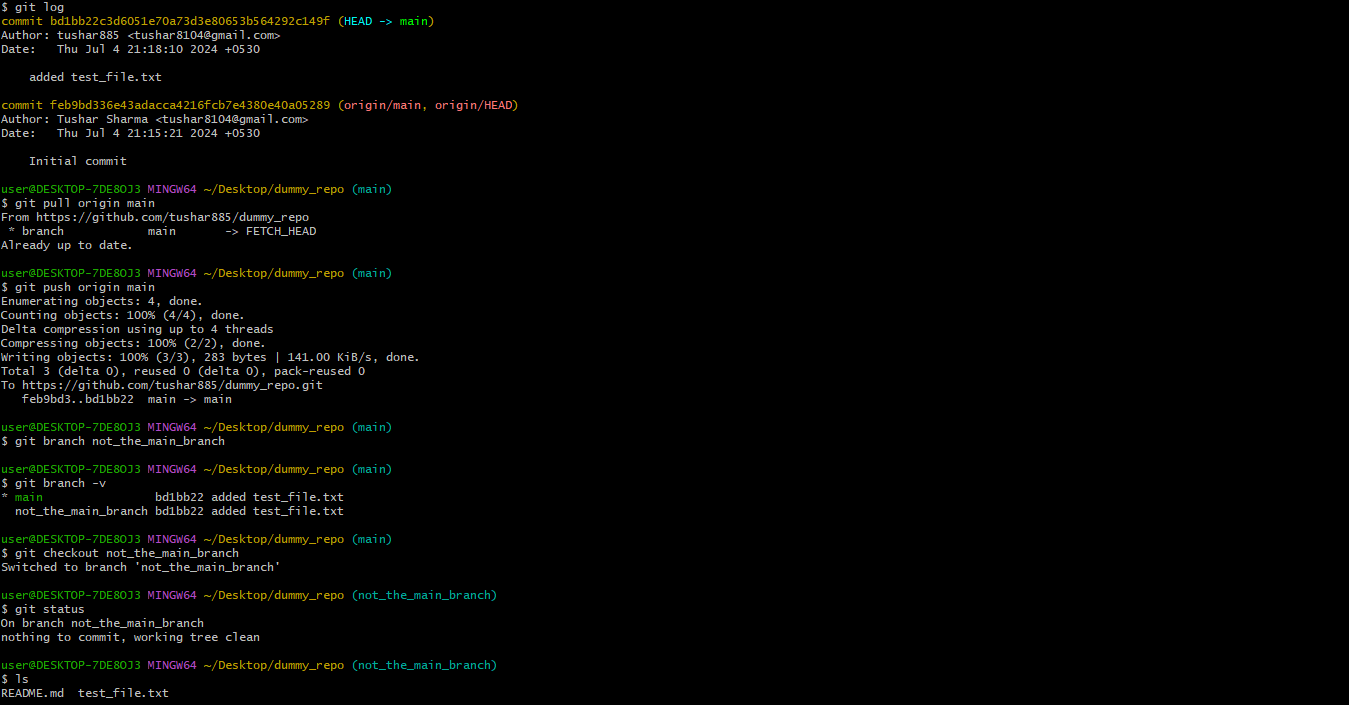 $ git log
commit bd1bb22c3d6051e70a73d3e80653b564292c149f (HEAD -> main)
Author: tushar885 <tushar8104@gmail.com>
Date:   Thu Jul 4 21:18:10 2024 +0530

    added test_file.txt

commit feb9bd336e43adacca4216fcb7e4380e40a05289 (origin/main, origin/HEAD)
Author: Tushar Sharma <tushar8104@gmail.com>
Date:   Thu Jul 4 21:15:21 2024 +0530

    Initial commit

user@DESKTOP-7DE8OJ3 MINGW64 ~/Desktop/dummy_repo (main)
$ git pull origin main
From https://github.com/tushar885/dummy_repo
 * branch            main       -> FETCH_HEAD
Already up to date.

user@DESKTOP-7DE8OJ3 MINGW64 ~/Desktop/dummy_repo (main)
$ git push origin main
Enumerating objects: 4, done.
Counting objects: 100% (4/4), done.
Delta compression using up to 4 threads
Compressing objects: 100% (2/2), done.
Writing objects: 100% (3/3), 283 bytes | 141.00 KiB/s, done.
Total 3 (delta 0), reused 0 (delta 0), pack-reused 0
To https://github.com/tushar885/dummy_repo.git
   feb9bd3..bd1bb22  main -> main

user@DESKTOP-7DE8OJ3 MINGW64 ~/Desktop/dummy_repo (main)
$ git branch not_the_main_branch

user@DESKTOP-7DE8OJ3 MINGW64 ~/Desktop/dummy_repo (main)
$ git branch -v
* main                bd1bb22 added test_file.txt
  not_the_main_branch bd1bb22 added test_file.txt

user@DESKTOP-7DE8OJ3 MINGW64 ~/Desktop/dummy_repo (main)
$ git checkout not_the_main_branch
Switched to branch 'not_the_main_branch'

user@DESKTOP-7DE8OJ3 MINGW64 ~/Desktop/dummy_repo (not_the_main_branch)
$ git status
On branch not_the_main_branch
nothing to commit, working tree clean

user@DESKTOP-7DE8OJ3 MINGW64 ~/Desktop/dummy_repo (not_the_main_branch)
$ ls
README.md  test_file.txt